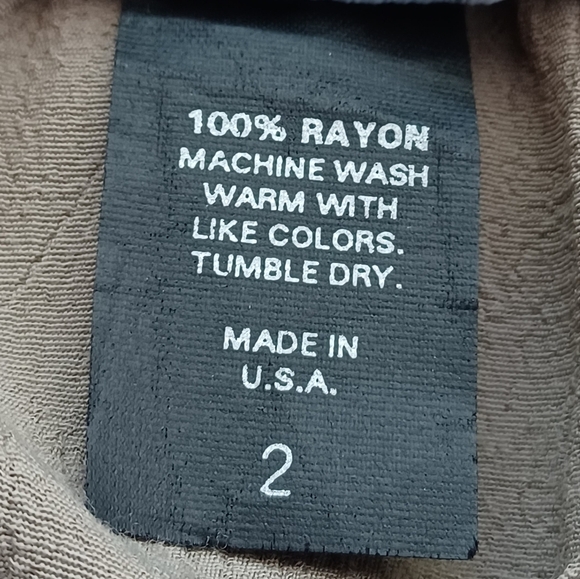 100% RAYON
MACHINE WASH
WARM WITH
LIKE COLORS.
TUMBLE DRY.
MADE IN
U.S.A.
2